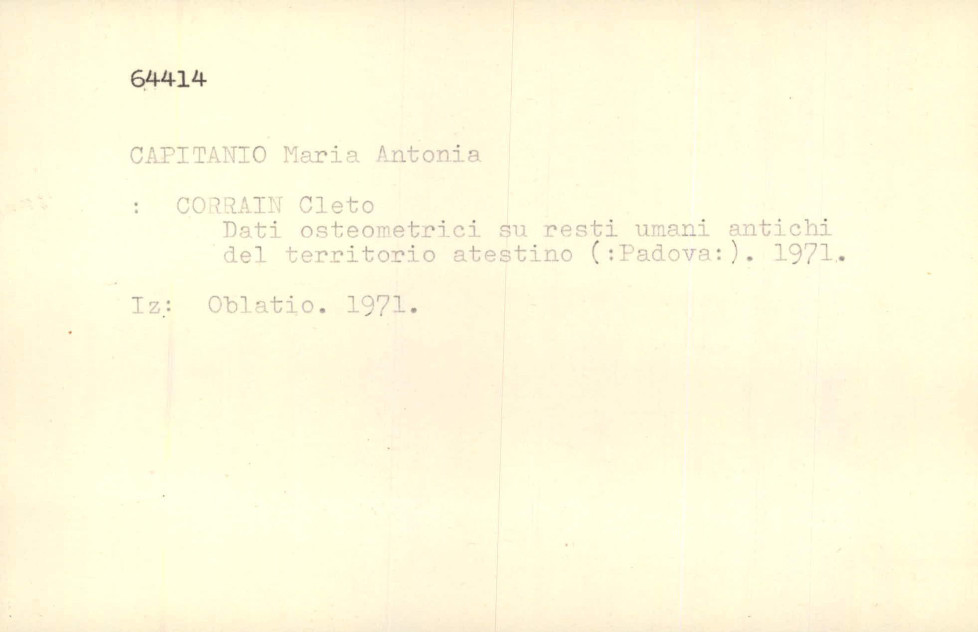 64414
CAPITANIO Maria Antonia
: CORRAIN Cleto
Dati osteometrici su resti umani antichi
del territorio atestino (:Padova:). 1971.
Iz: Oblatio. 1971.